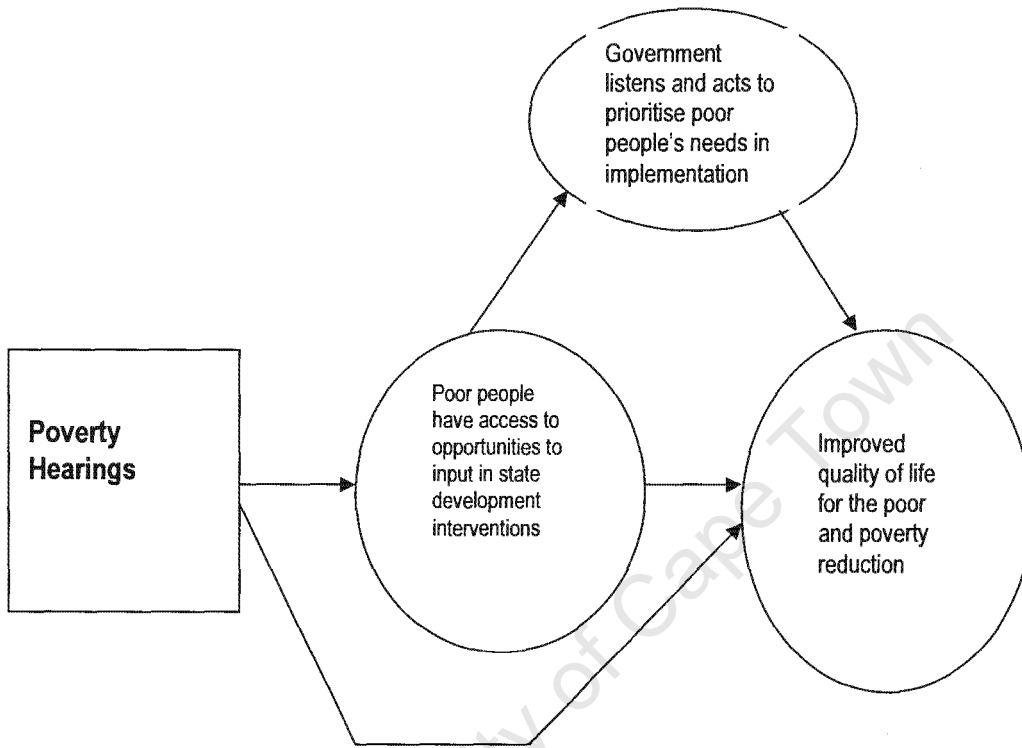 Government
listens and acts to
prioritise poor
people's needs in
implementation
Poverty
Hearings
Poor people
have access to
opportunities to
input in state
development
interventions
Improved
quality of life
for the poor
and poverty
reduction
ty of Cape Town